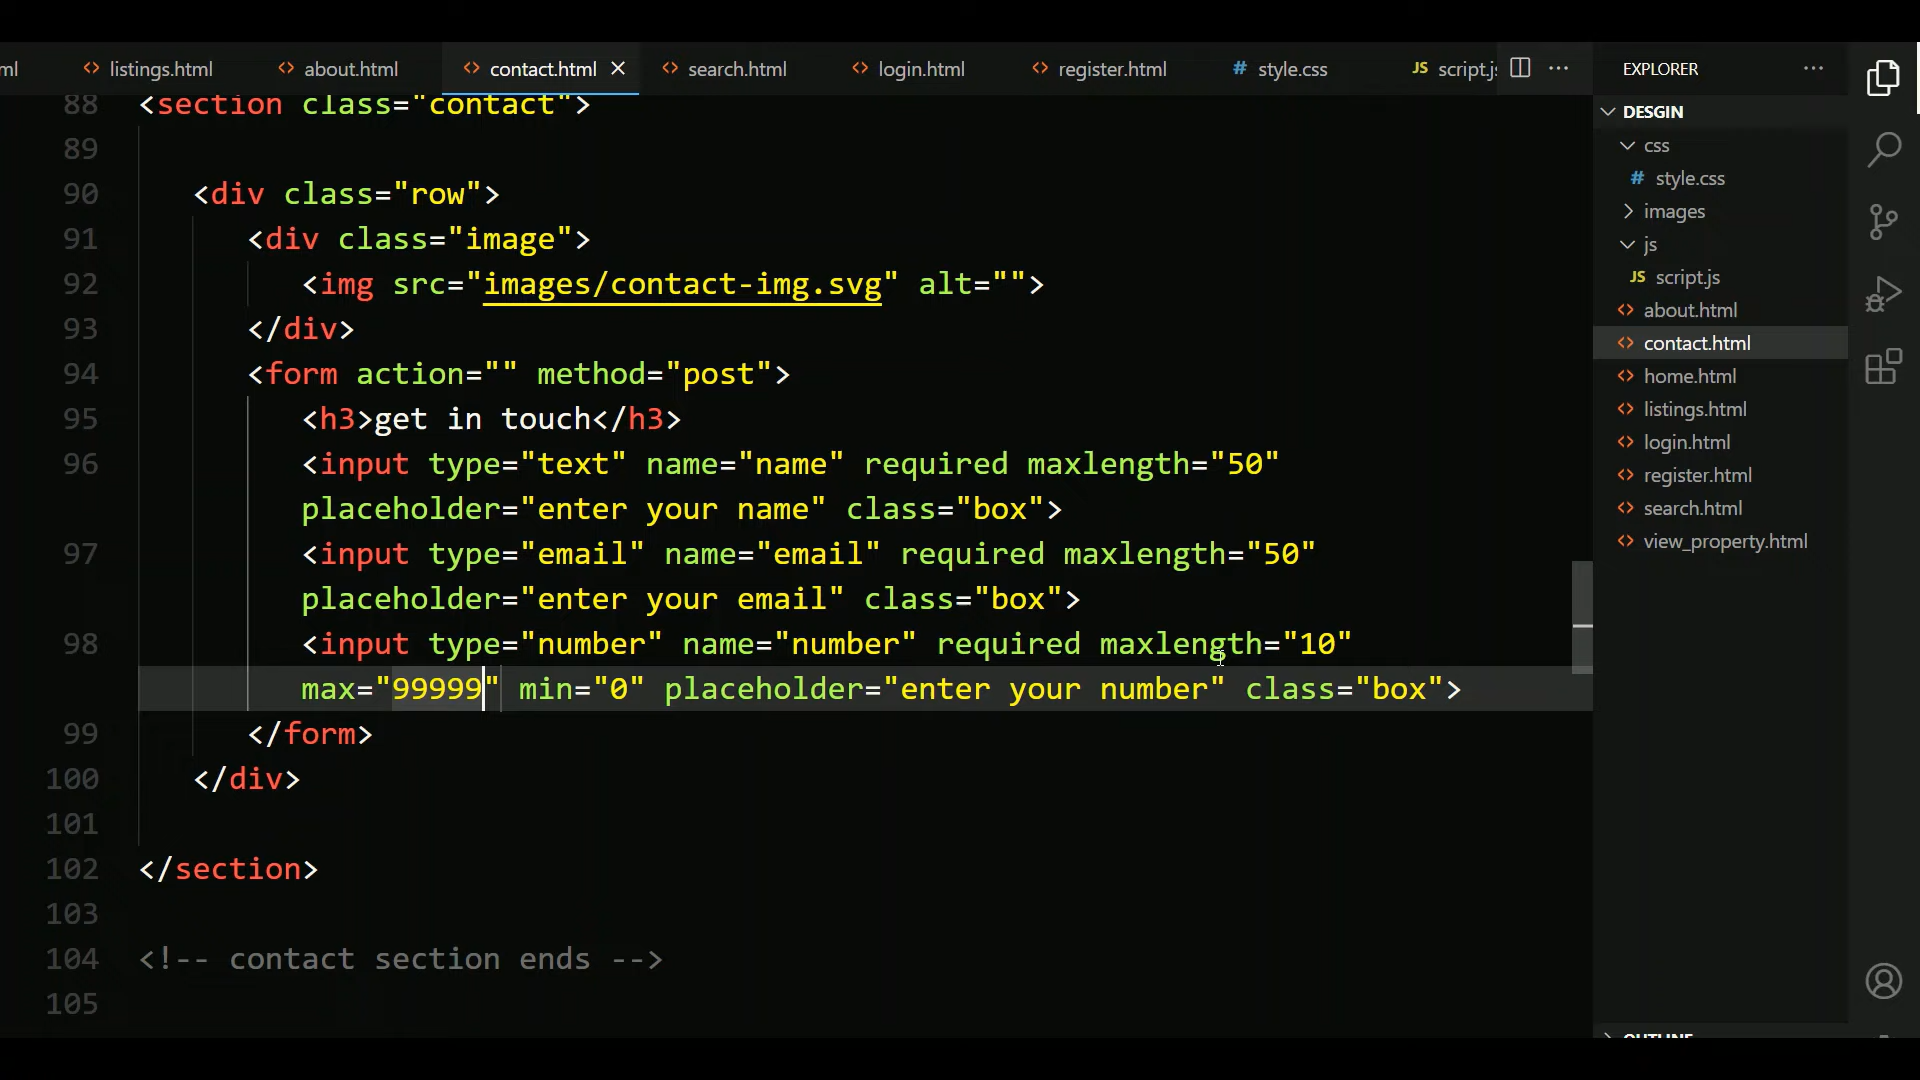 ml
listings.html
about.html
contact.html
search.html
login.html
register.html
# style.css
JS script.js
EXPLORER
88 <section class="contact">
89
90 <div class="row">
91 <div class="image">
92 <img src="images/contact-img.svg" alt="">
93 </div>
94 <form action="" method="post">
95 <h3>get in touch</h3>
96 <input type="text" name="name" required maxlength="50"
placeholder="enter your name" class="box">
97 <input type="email" name="email" required maxlength="50"
placeholder="enter your email" class="box">
98 <input type="number" name="number" required maxlength="10"
max="99999" min="0" placeholder="enter your number" class="box">
99 </form>
100 </div>
101
102 </section>
103
104 <!-- contact section ends -->
105
DESGIN
css
# style.css
images
js
JS script.js
about.html
contact.html
home.html
listings.html
login.html
register.html
search.html
view_property.html
OUTLINE